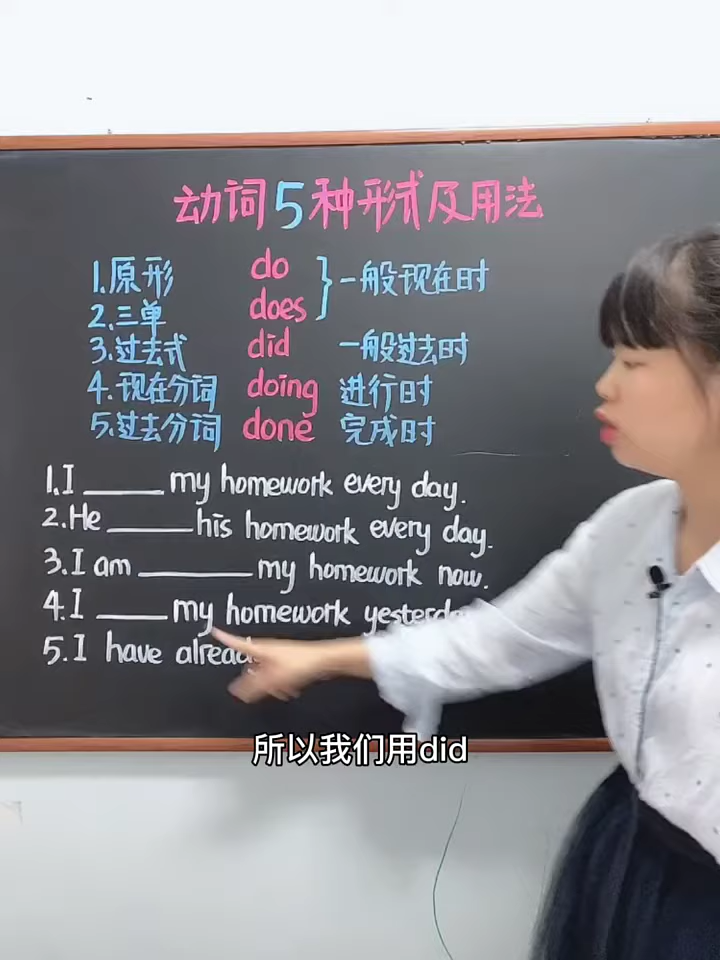 动词5种形式及用法
1.原形 do
2.三单 does } 一般现在时
3.过去式 did 一般过去时
4.现在分词 doing 进行时
5.过去分词 done 完成时
1.I ______ my homework every day.
2.He ______ his homework every day.
3.I am ________ my homework now.
4.I _____ my homework
5.I have
所以我们用did